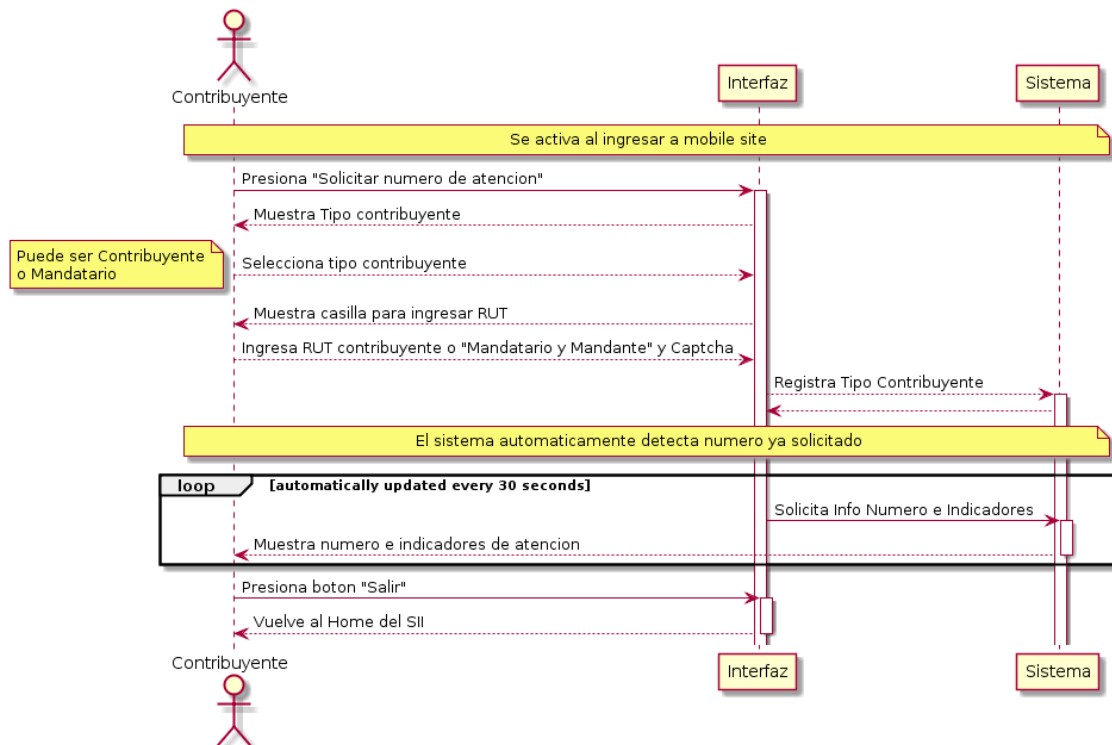 Contribuyente
Interfaz
Sistema
Se activa al ingresar a mobile site
Presiona "Solicitar numero de atencion"
Muestra Tipo contribuyente
Puede ser Contribuyente
o Mandatario
Selecciona tipo contribuyente
Muestra casilla para ingresar RUT
Ingresa RUT contribuyente o "Mandatario y Mandante" y Captcha
Registra Tipo Contribuyente
El sistema automaticamente detecta numero ya solicitado
loop [automatically updated every 30 seconds]
Solicita Info Numero e Indicadores
Muestra numero e indicadores de atencion
Presiona boton "Salir"
Vuelve al Home del SII
Contribuyente
Interfaz
Sistema